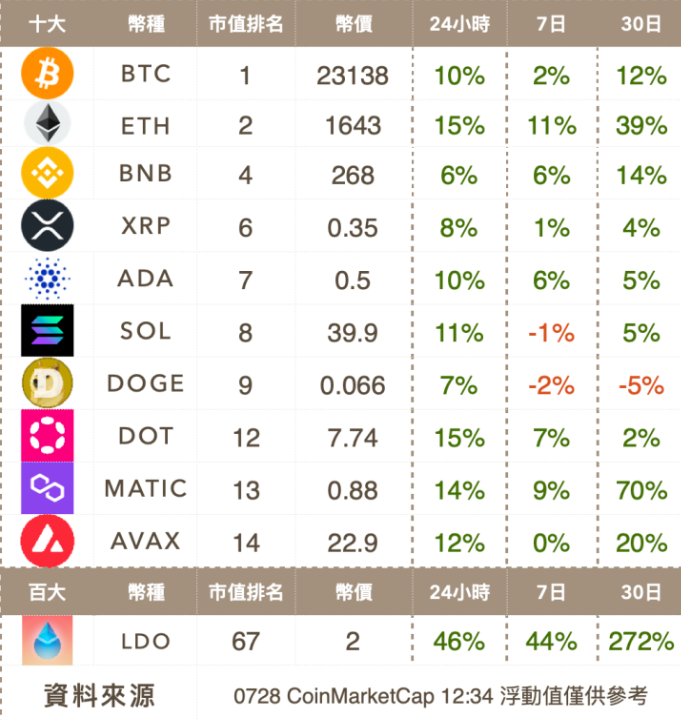 十大 幣種 市值排名 幣價 24小時 7日 30日
BTC 1 23138 10% 2% 12%
ETH 2 1643 15% 11% 39%
BNB 4 268 6% 6% 14%
XRP 6 0.35 8% 1% 4%
ADA 7 0.5 10% 6% 5%
SOL 8 39.9 11% -1% 5%
DOGE 9 0.066 7% -2% -5%
DOT 12 7.74 15% 7% 2%
MATIC 13 0.88 14% 9% 70%
AVAX 14 22.9 12% 0% 20%
百大 幣種 市值排名 幣價 24小時 7日 30日
LDO 67 2 46% 44% 272%
資料來源 0728 CoinMarketCap 12:34 浮動值僅供參考